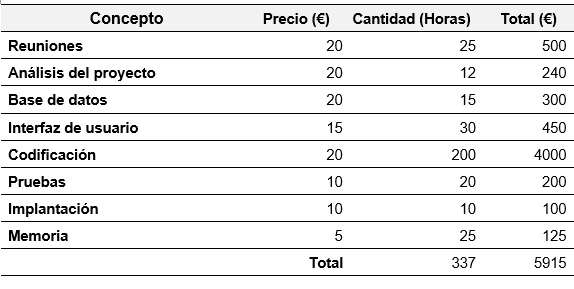 Concepto Precio (€) Cantidad (Horas) Total (€)
Reuniones 20 25 500
Análisis del proyecto 20 12 240
Base de datos 20 15 300
Interfaz de usuario 15 30 450
Codificación 20 200 4000
Pruebas 10 20 200
Implantación 10 10 100
Memoria 5 25 125
Total 337 5915